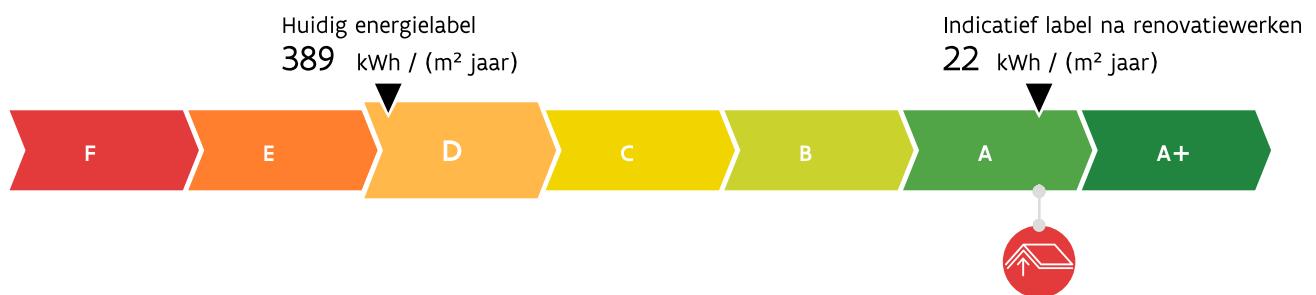 Huidig energielabel
389 kWh / (m² jaar)
Indicatief label na renovatiewerken
22 kWh / (m² jaar)
F E D C B A A+